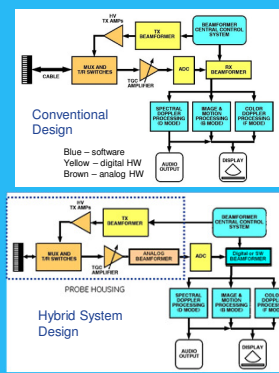 HV
TX AMPs
TX
BEAMFORMER
BEAMFORMER
CENTRAL CONTROL
SYSTEM
CABLE
MUX AND
T/R SWITCHES
TGC
AMPLIFIER
ADC
RX
BEAMFORMER
Conventional
Design
Blue – software
Yellow – digital HW
Brown – analog HW
SPECTRAL
DOPPLER
PROCESSING
(D MODE)
IMAGE &
MOTION
PROCESSING
(B MODE)
COLOR
DOPPLER
PROCESSING
(F MODE)
AUDIO
OUTPUT
DISPLAY
HV
TX AMPs
TX
BEAMFORMER
BEAMFORMER
CENTRAL CONTROL
SYSTEM
MUX AND
T/R SWITCHES
TGC
AMPLIFIER
ANALOG
BEAMFORMER
ADC
Digital or SW
BEAMFORMER
PROBE HOUSING
Hybrid System
Design
SPECTRAL
DOPPLER
PROCESSING
(D MODE)
IMAGE &
MOTION
PROCESSING
(B MODE)
COLO
DOPPL
PROCES
(F MO
AUDIO
OUTPUT
DISPLAY